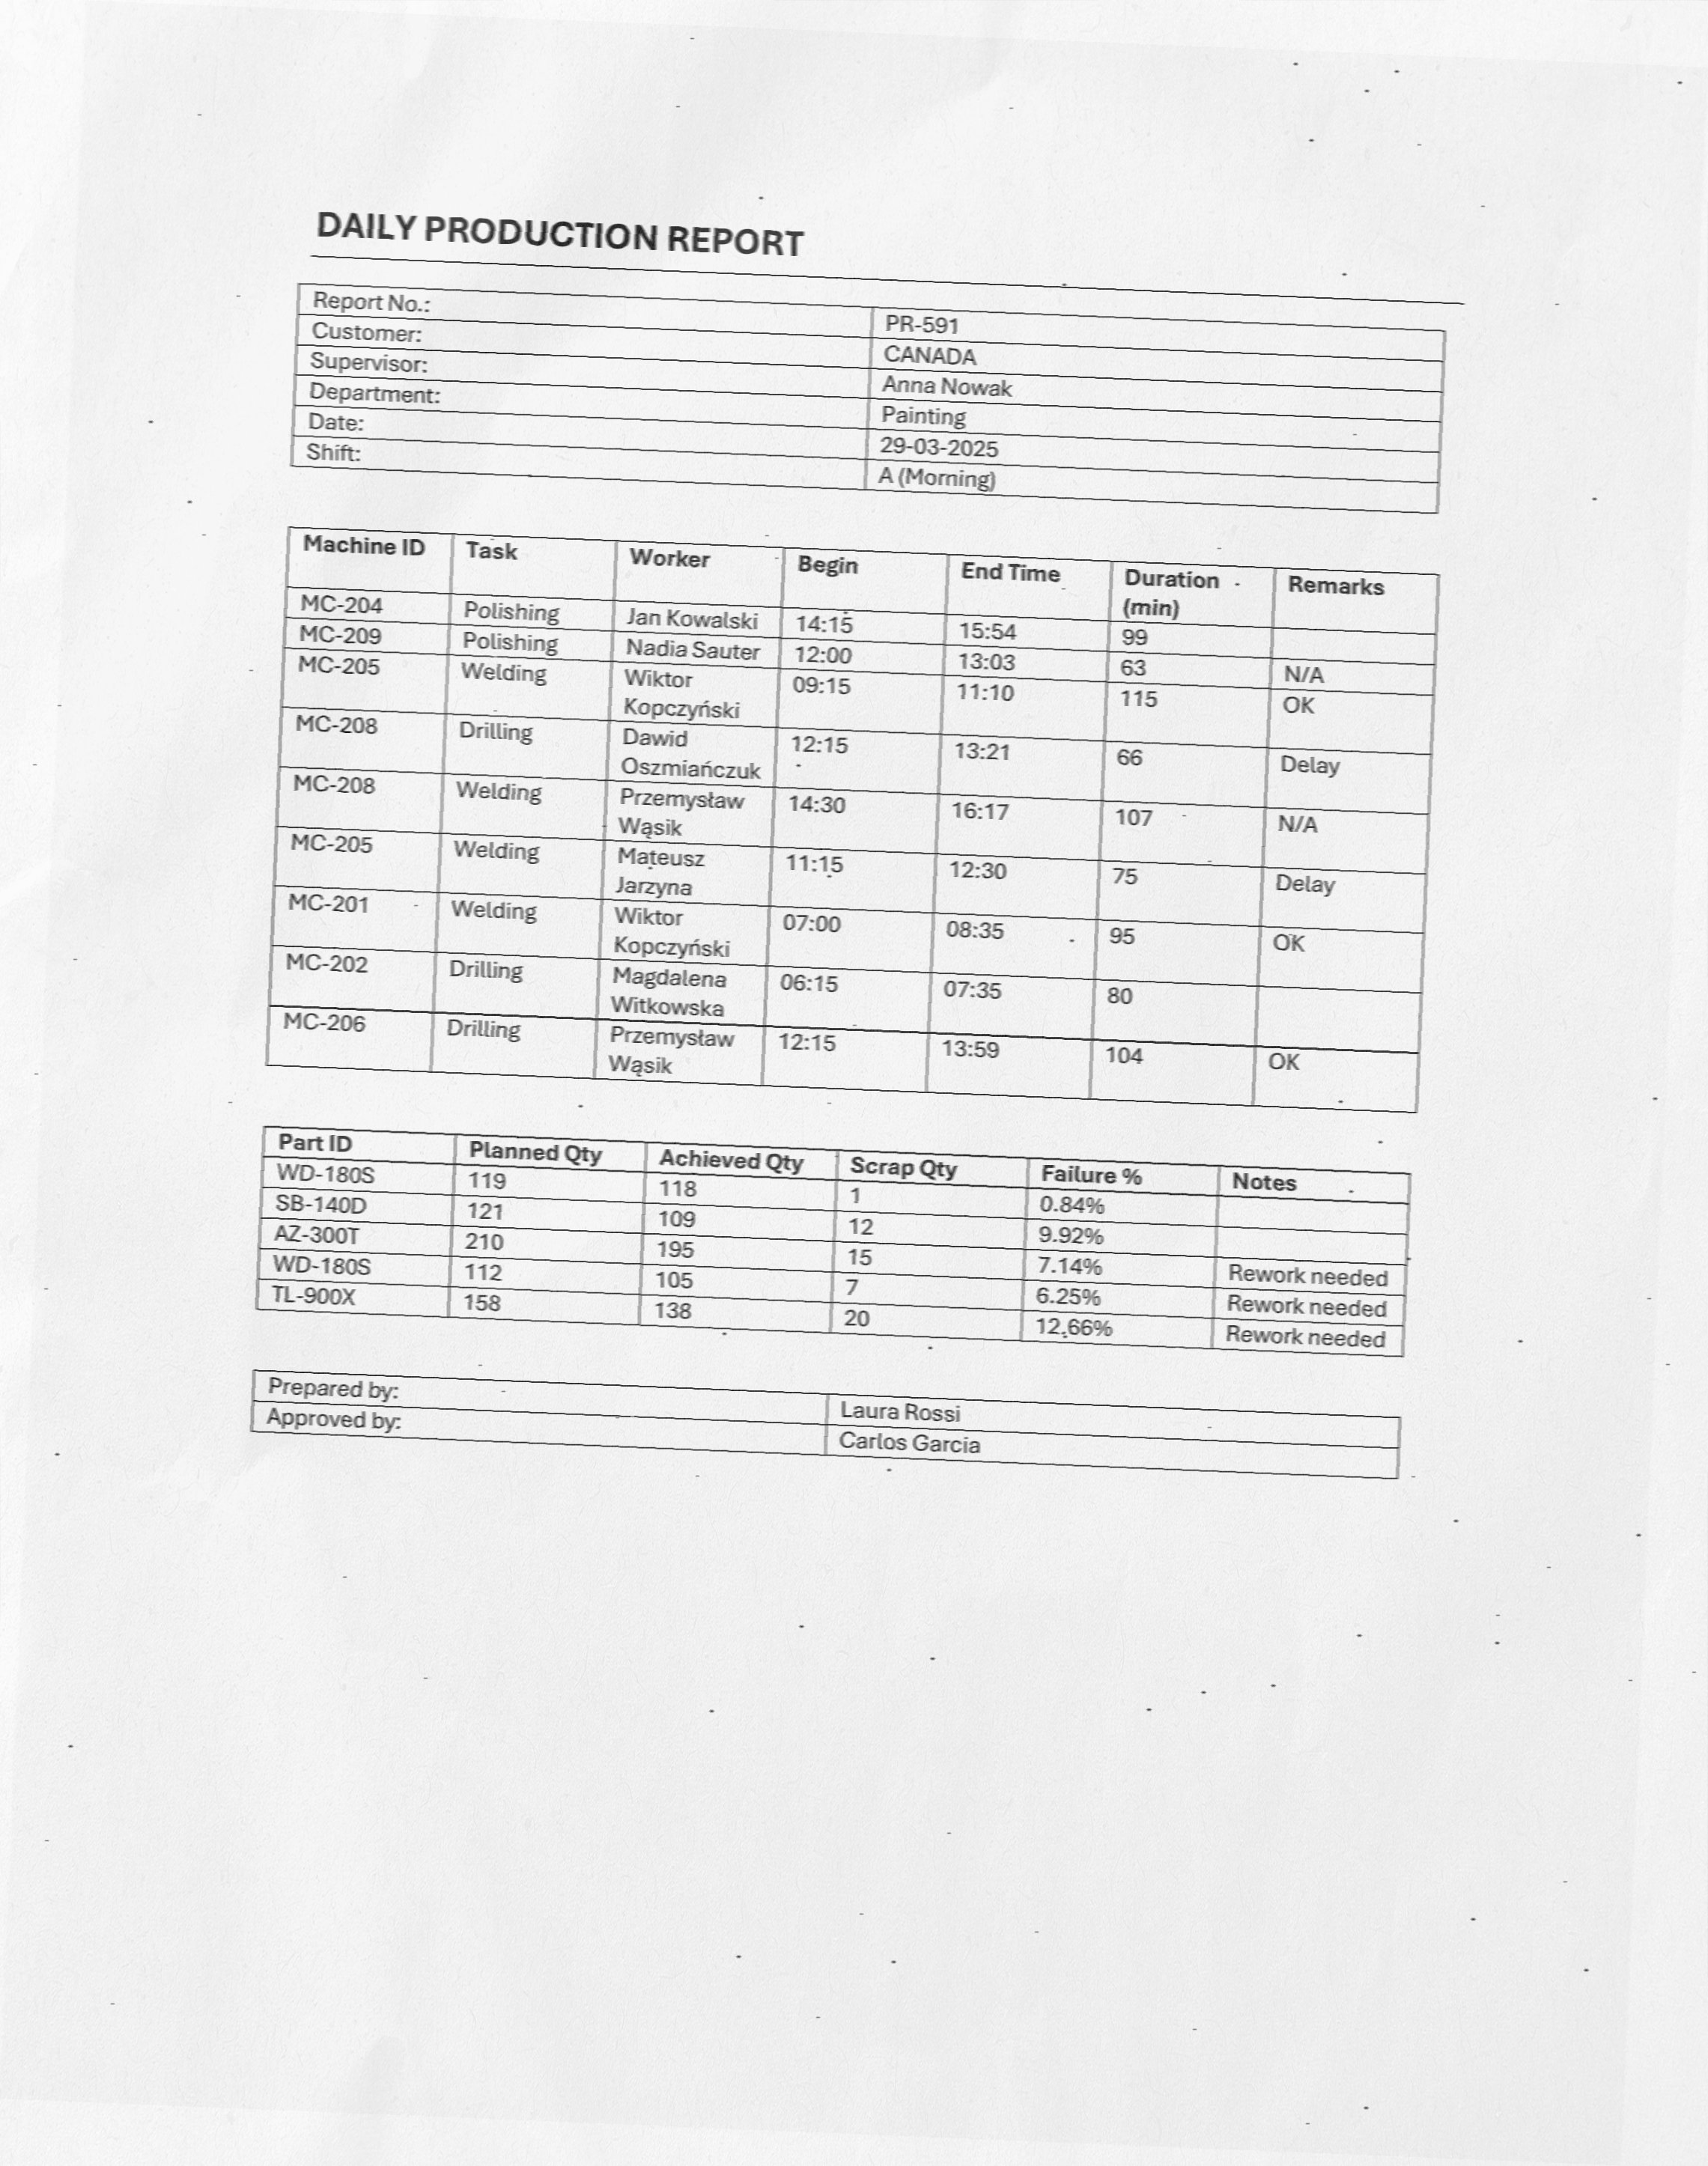 DAILY PRODUCTION REPORT
Report No.: PR-591
Customer: CANADA
Supervisor: Anna Nowak
Department: Painting
Date: 29-03-2025
Shift: A (Morning)
Machine ID Task Worker Begin End Time Duration (min) Remarks
MC-204 Polishing Jan Kowalski 14:15 15:54 99
MC-209 Polishing Nadia Sauter 12:00 13:03 63 N/A
MC-205 Welding Wiktor Kopczyński 09:15 11:10 115 OK
MC-208 Drilling Dawid Oszmiańczuk 12:15 13:21 66 Delay
MC-208 Welding Przemysław Wąsik 14:30 16:17 107 N/A
MC-205 Welding Mateusz Jarzyna 11:15 12:30 75 Delay
MC-201 Welding Wiktor Kopczyński 07:00 08:35 95 OK
MC-202 Drilling Magdalena Witkowska 06:15 07:35 80
MC-206 Drilling Przemysław Wąsik 12:15 13:59 104 OK
Part ID Planned Qty Achieved Qty Scrap Qty Failure % Notes
WD-180S 119 118 1 0.84%
SB-140D 121 109 12 9.92%
AZ-300T 210 195 15 7.14% Rework needed
WD-180S 112 105 7 6.25% Rework needed
TL-900X 158 138 20 12.66% Rework needed
Prepared by: Laura Rossi
Approved by: Carlos Garcia